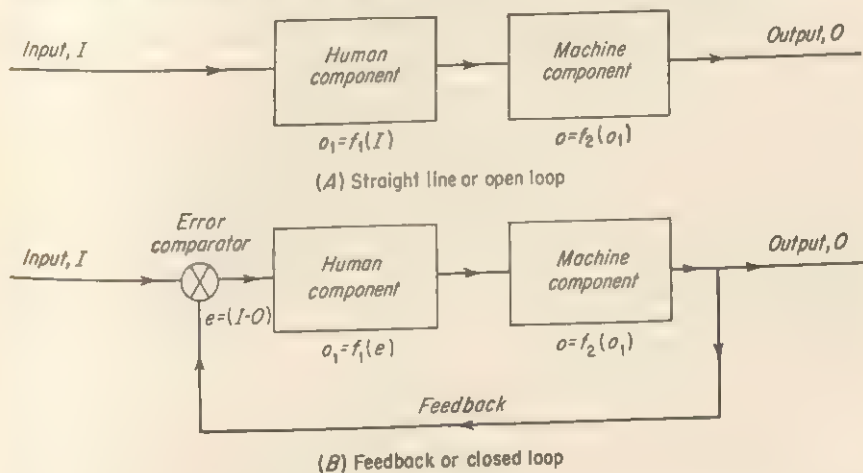 Input, I
Human
component
Machine
component
Output, O
o₁=f₁(I)
o=f₂(o₁)
(A) Straight line or open loop
Error
comparator
Input, I
Human
component
Machine
component
Output, O
e=(I-O)
o₁=f₁(e)
o=f₂(o₁)
Feedback
(B) Feedback or closed loop